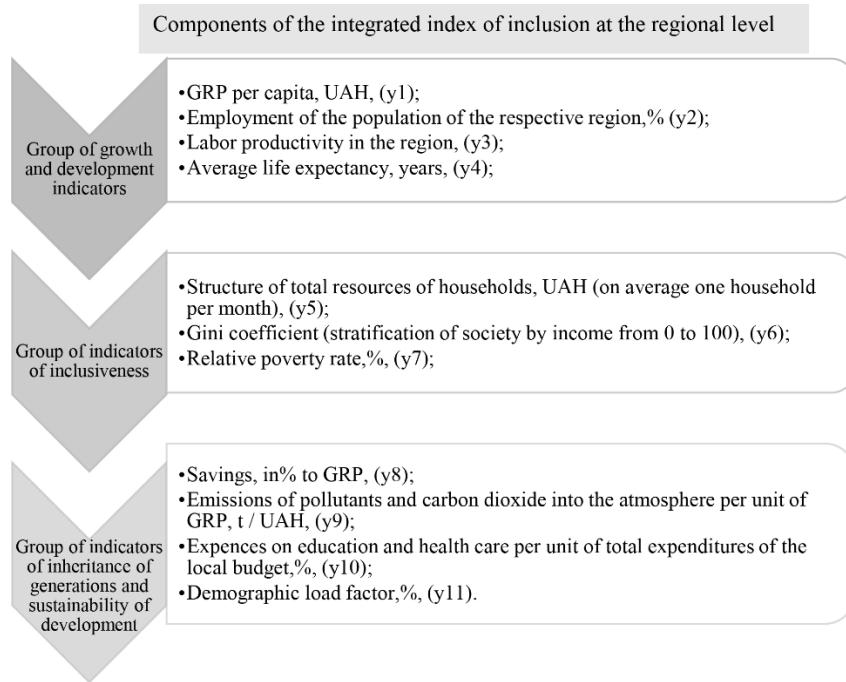 Components of the integrated index of inclusion at the regional level
Group of growth
and development
indicators
•GRP per capita, UAH, (y1);
•Employment of the population of the respective region,% (y2);
•Labor productivity in the region, (y3);
•Average life expectancy, years, (y4);
Group of indicators
of inclusiveness
•Structure of total resources of households, UAH (on average one household
per month), (y5);
•Gini coefficient (stratification of society by income from 0 to 100), (y6);
•Relative poverty rate,%, (y7);
Group of indicators
of inheritance of
generations and
sustainability of
development
•Savings, in% to GRP, (y8);
•Emissions of pollutants and carbon dioxide into the atmosphere per unit of
GRP, t / UAH, (y9);
•Expences on education and health care per unit of total expenditures of the
local budget,%, (y10);
•Demographic load factor,%, (y11).